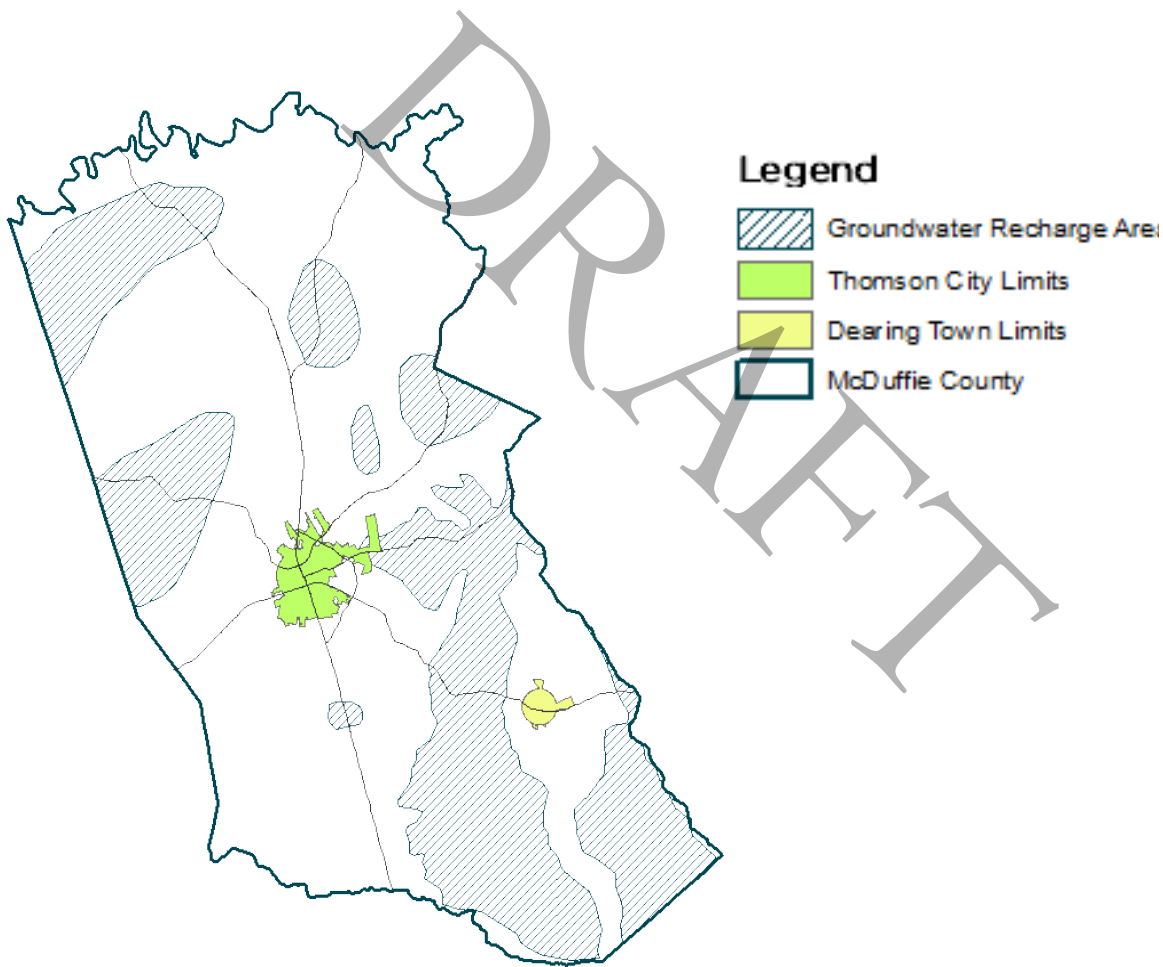 DRAFT
Legend
Groundwater Recharge Area
Thomson City Limits
Dearing Town Limits
McDuffie County